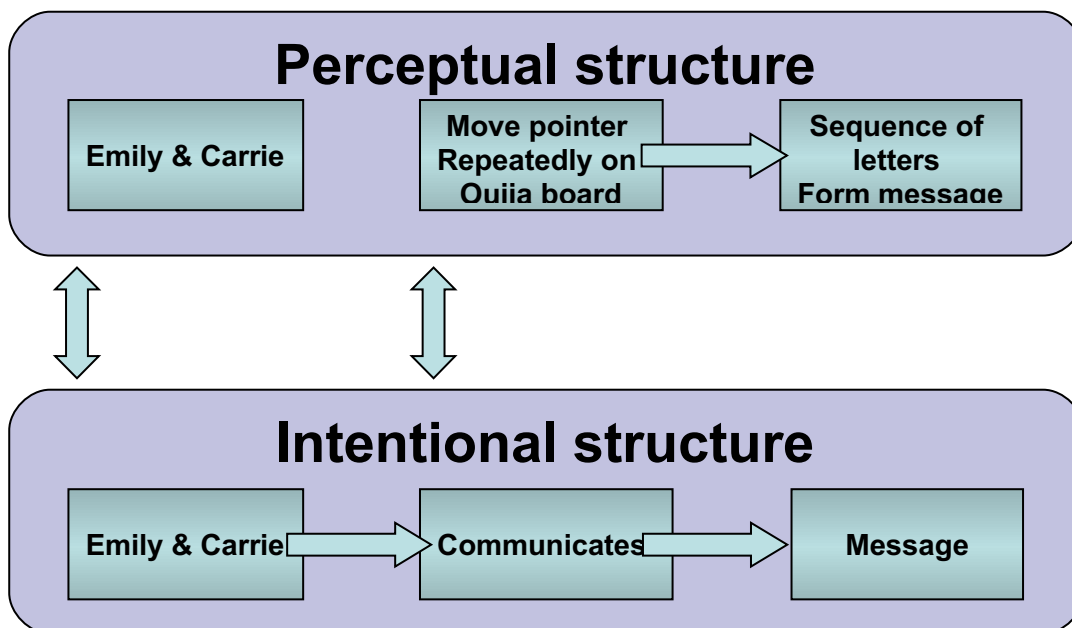 Perceptual structure
Emily & Carrie
Move pointer
Repeatedly on
Ouija board
Sequence of
letters
Form message
Intentional structure
Emily & Carrie
Communicates
Message